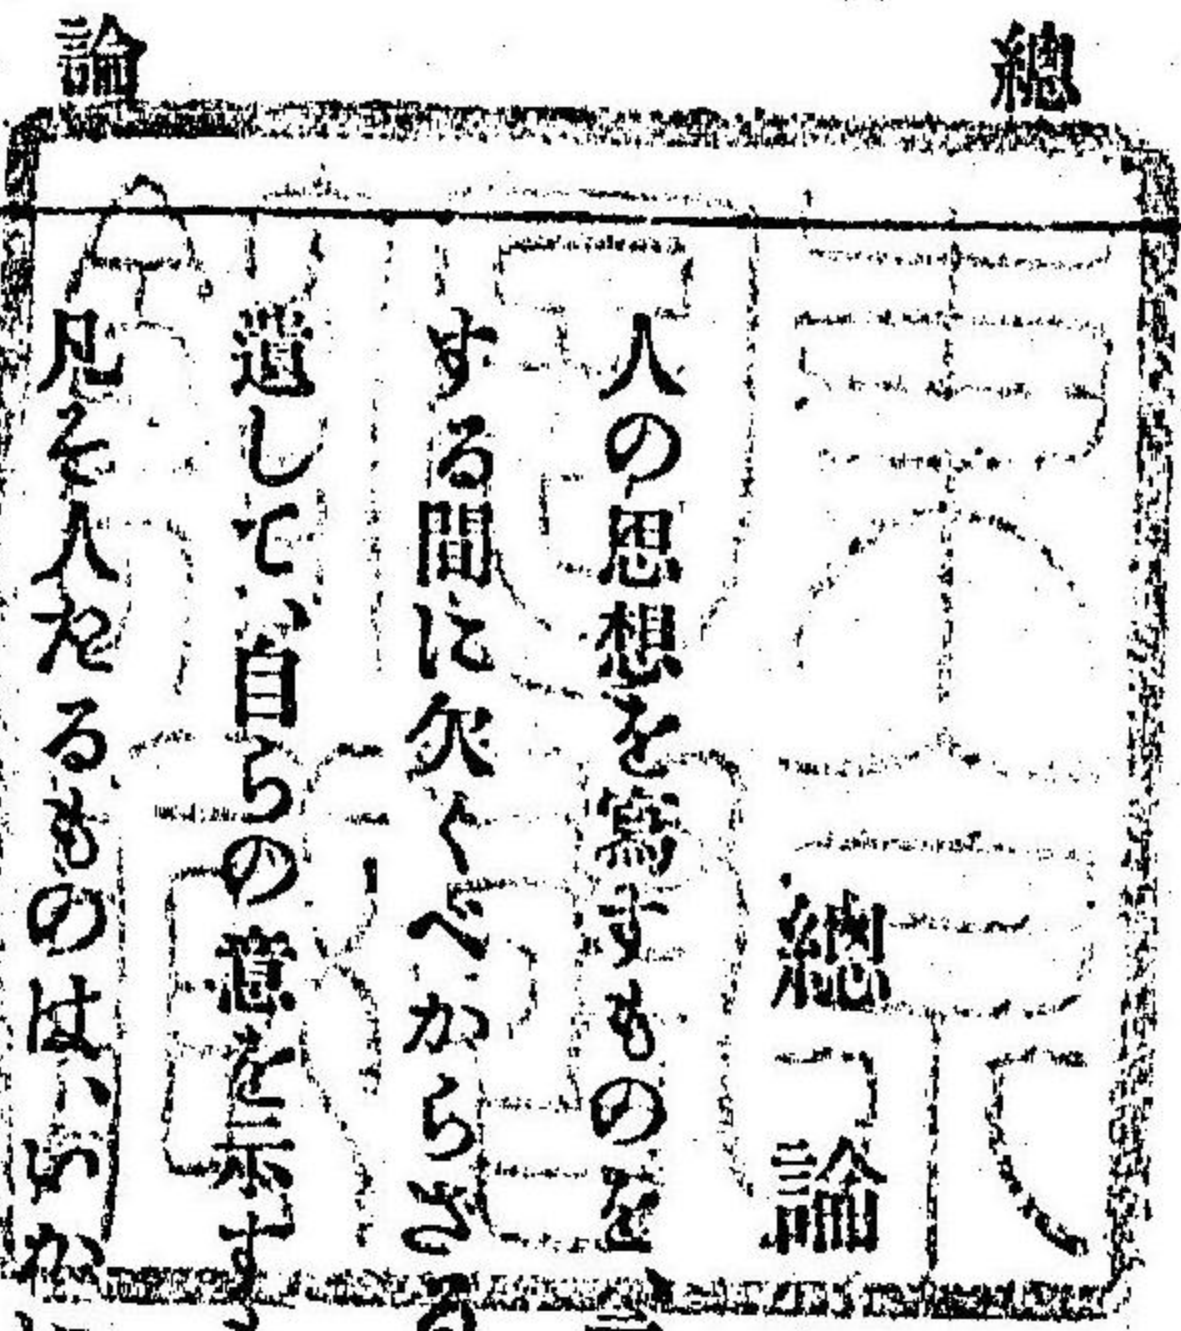 總論
總論
人の思想を寫すものを、
する間に欠くべからざる
遺して、自らの意を示す
凡そ人たるものは、いか